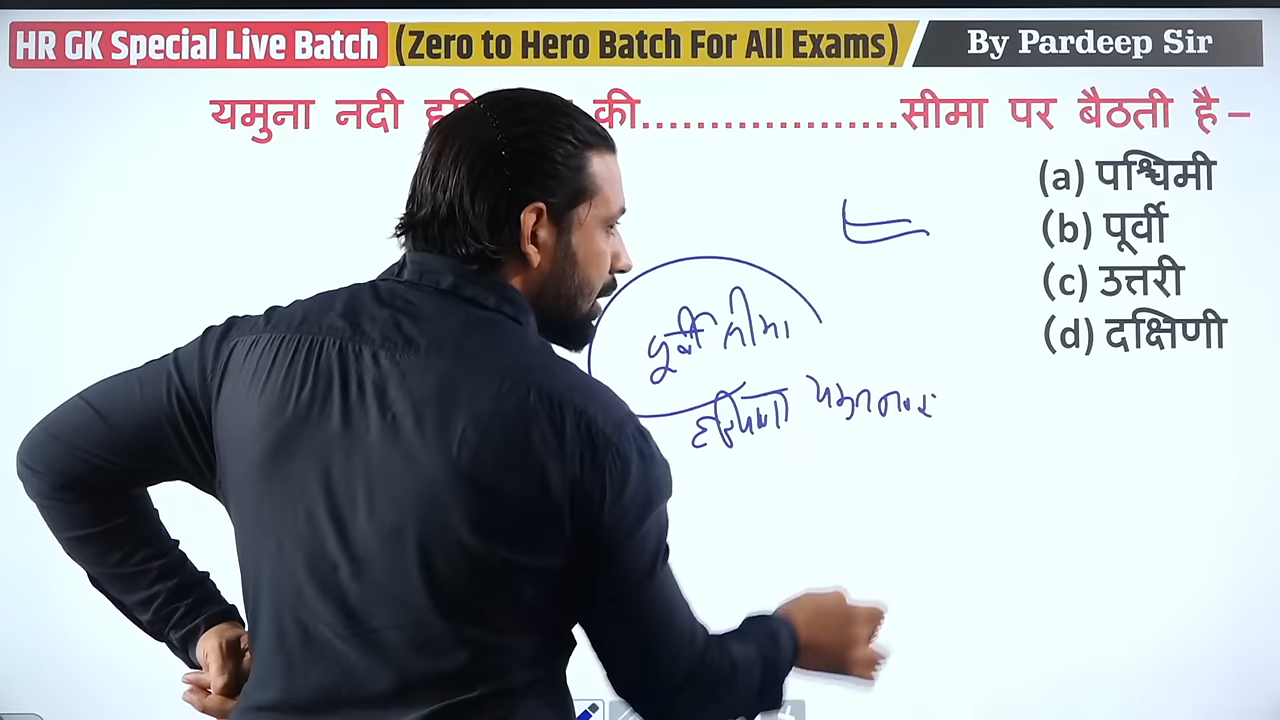 HR GK Special Live Batch (Zero to Hero Batch For All Exams) By Pardeep Sir
यमुना नदी की...................सीमा पर बैठती है–
(a) पश्चिमी
(b) पूर्वी
(c) उत्तरी
(d) दक्षिणी
पूर्वी सीमा
हरियाणा